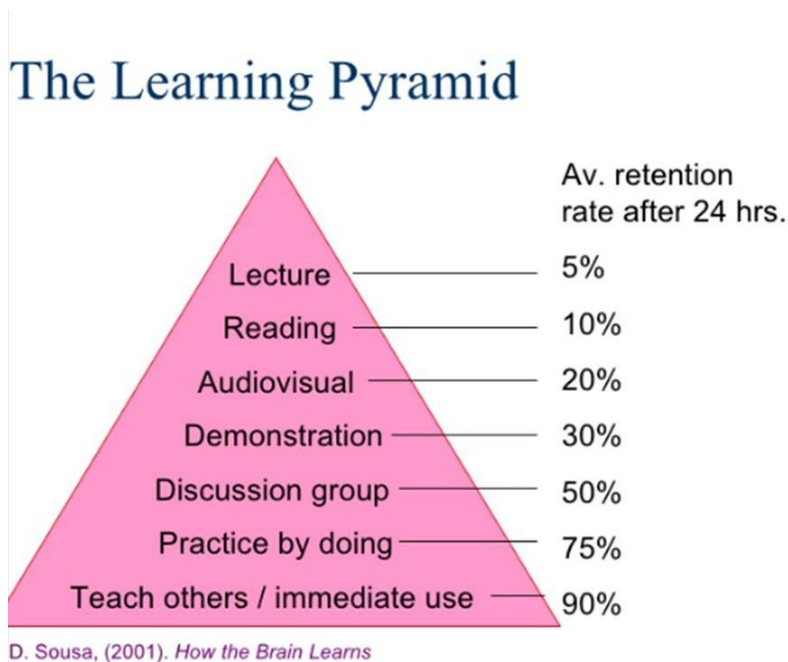 The Learning Pyramid
Av. retention
rate after 24 hrs.
Lecture 5%
Reading 10%
Audiovisual 20%
Demonstration 30%
Discussion group 50%
Practice by doing 75%
Teach others / immediate use 90%
D. Sousa, (2001). How the Brain Learns